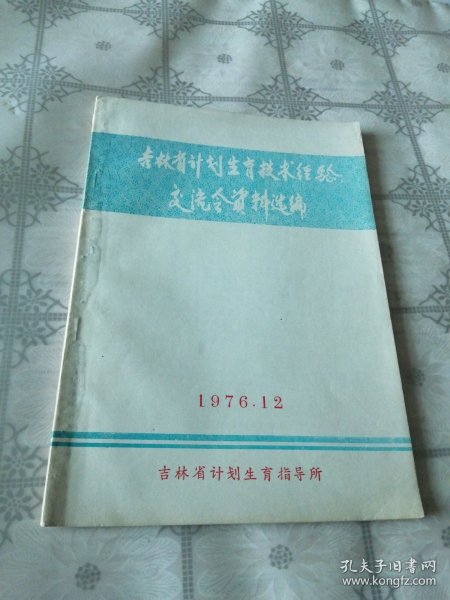 吉林省计划生育技术经验
交流会资料选编
1976.12
吉林省计划生育指导所
孔夫子旧书网
www.kongfz.com